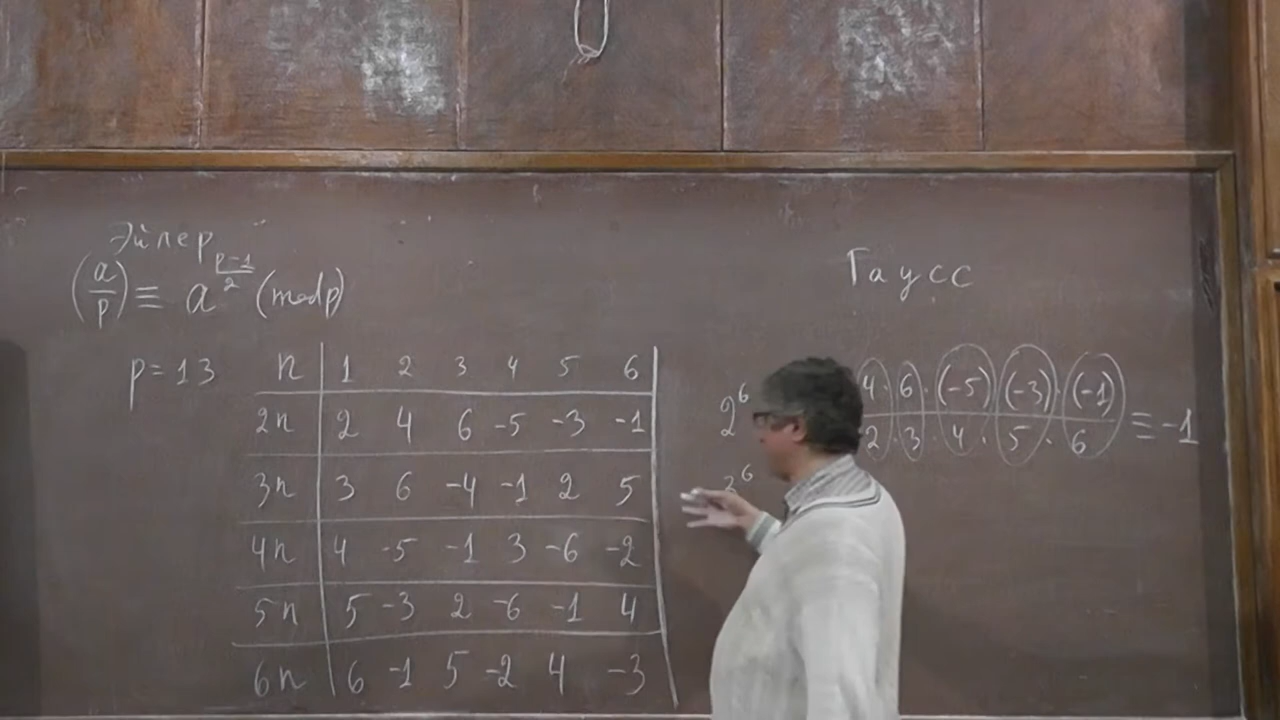 Эйлер
(a/p) ≡ a^((p-1)/2) (mod p)
Гаусс
p=13
n 1 2 3 4 5 6
2n 2 4 6 -5 -3 -1
3n 3 6 -4 -1 2 5
4n 4 -5 -1 3 -6 -2
5n 5 -3 2 -6 -1 4
6n 6 -1 5 -2 4 -3
2^6
4·6·(-5)·(-3)·(-1)
2·3·4·5·6
≡ -1
3^6